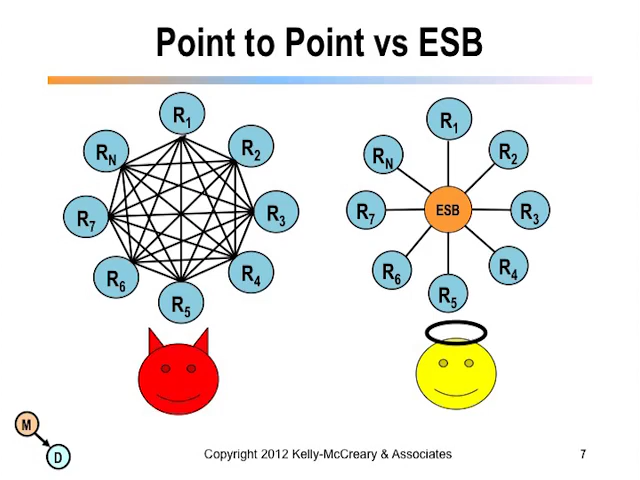 Point to Point vs ESB
R1
RN
R2
R7
R3
R6
R4
R5
R1
RN
R2
R7
ESB
R3
R6
R4
R5
M
D
Copyright 2012 Kelly-McCreary & Associates
7